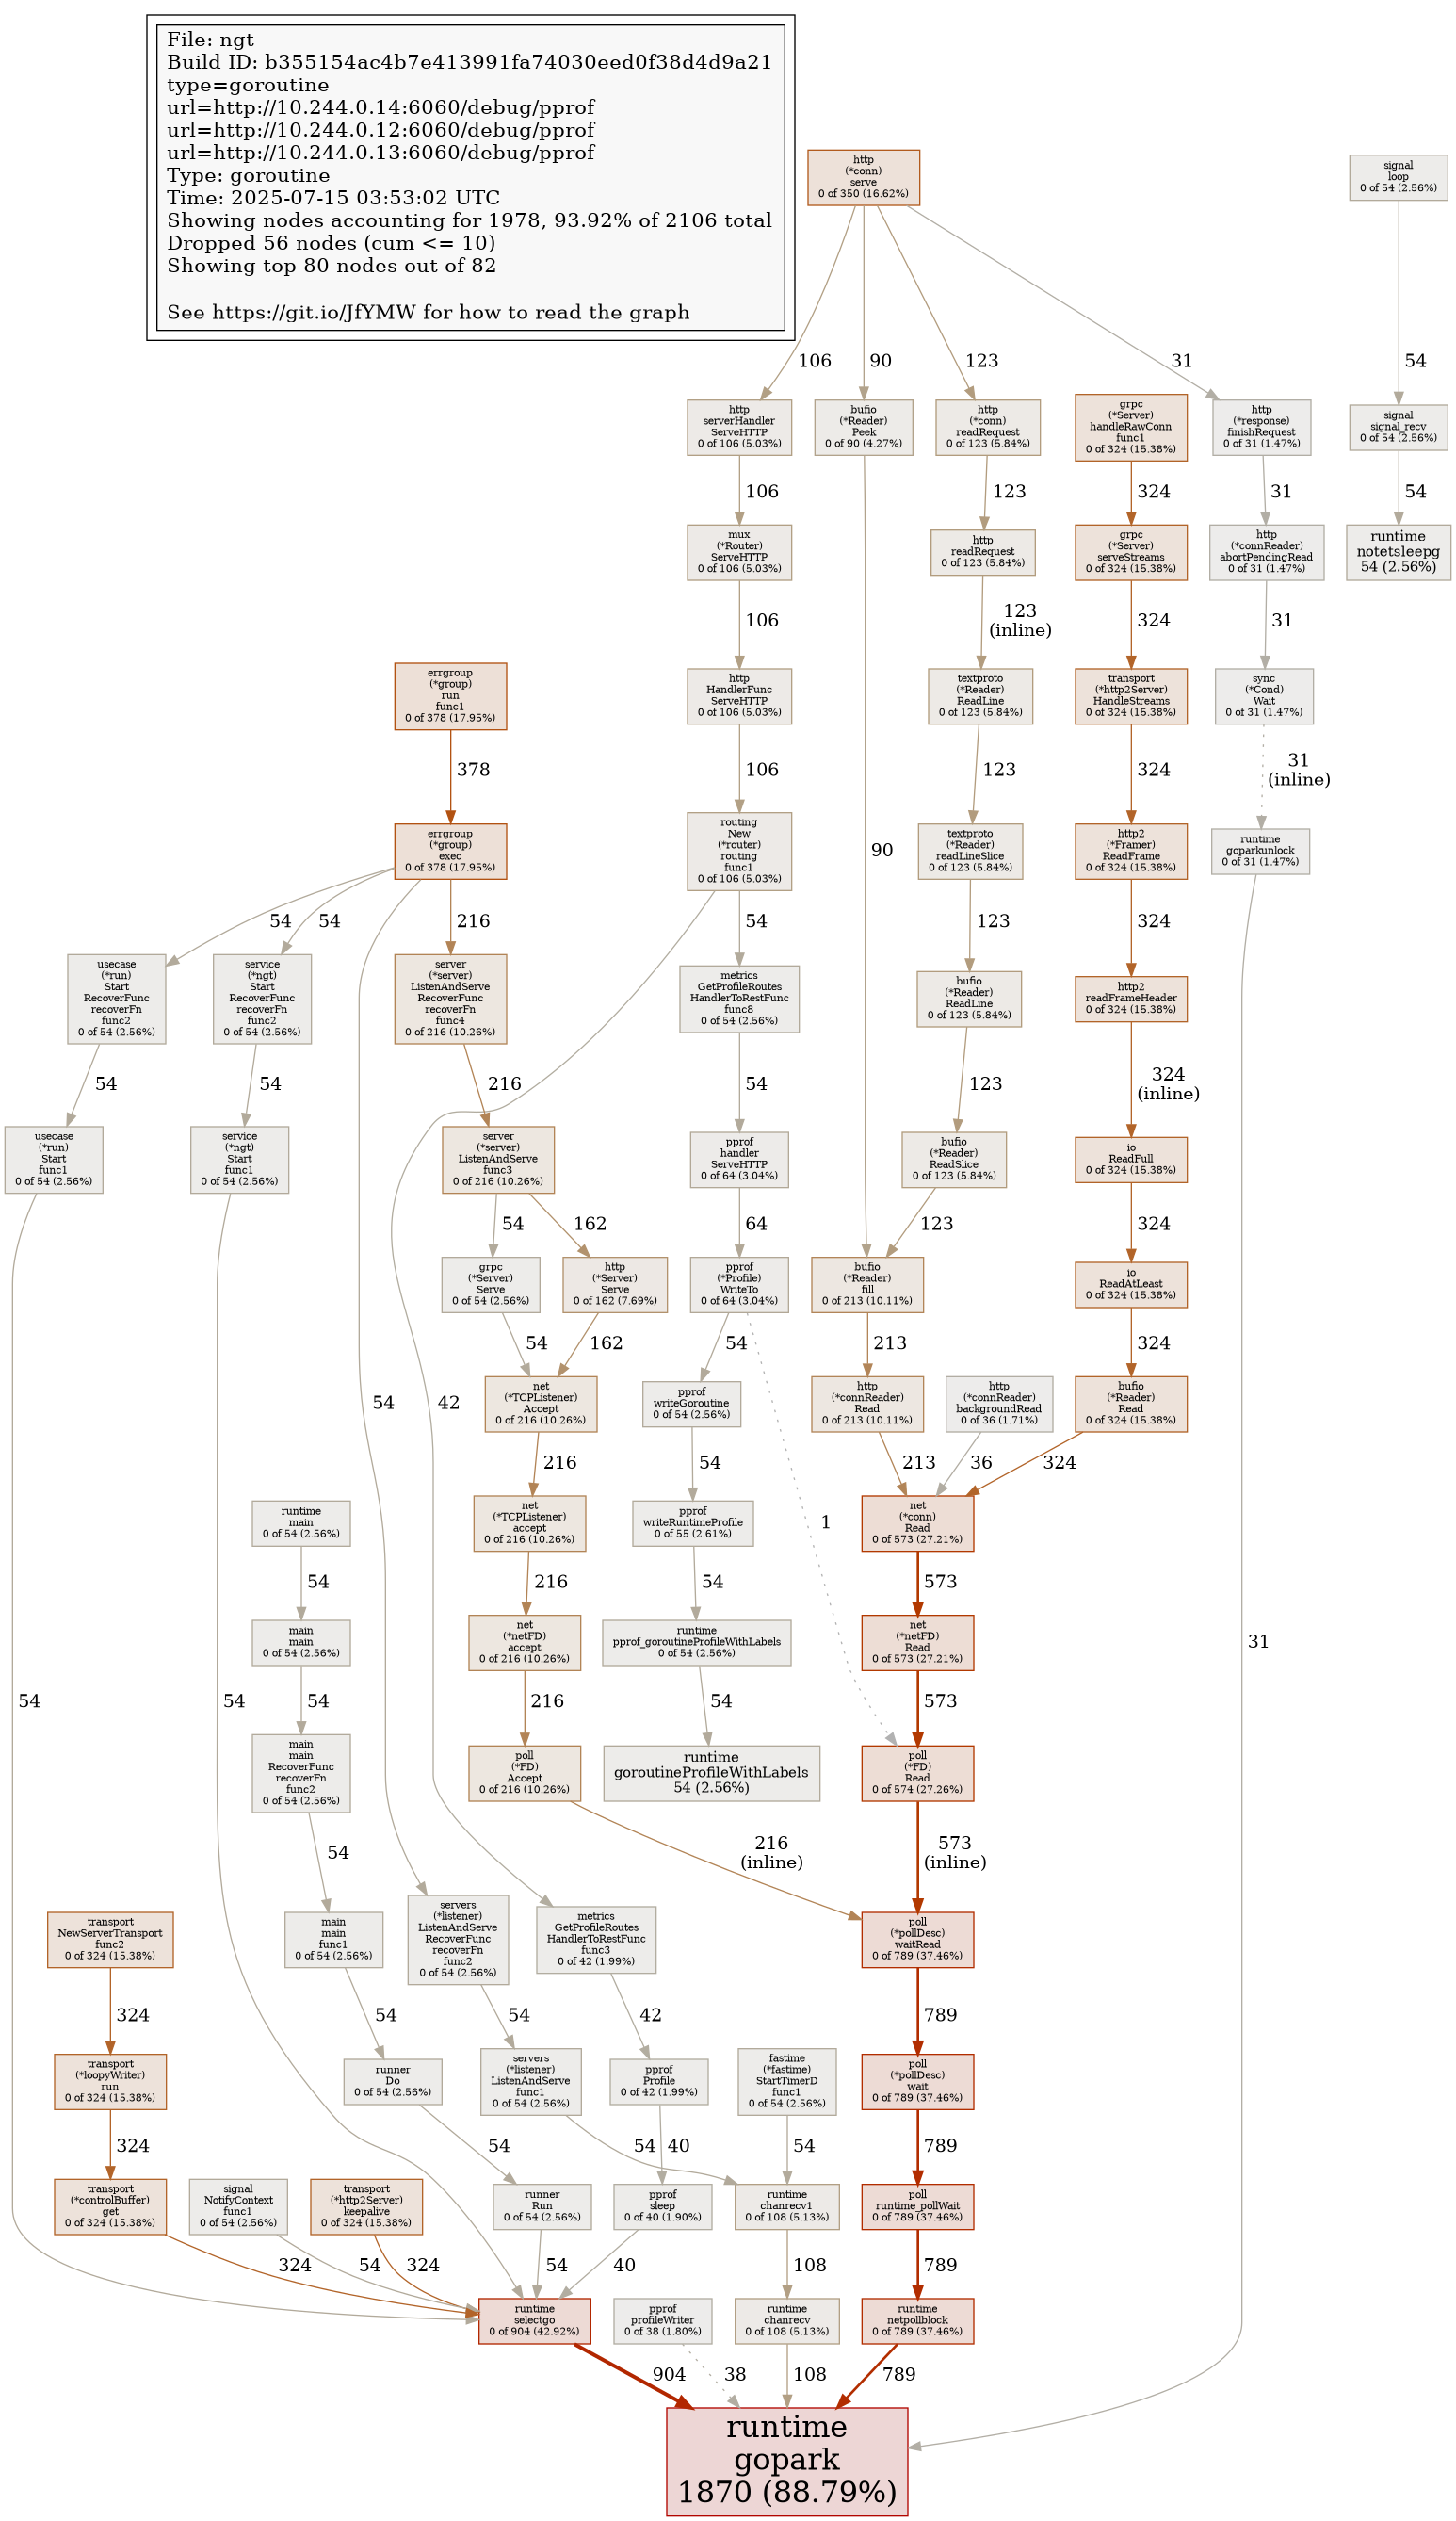 File: ngt
Build ID: b355154ac4b7e413991fa74030eed0f38d4d9a21
type=goroutine
url=http://10.244.0.14:6060/debug/pprof
url=http://10.244.0.12:6060/debug/pprof
url=http://10.244.0.13:6060/debug/pprof
Type: goroutine
Time: 2025-07-15 03:53:02 UTC
Showing nodes accounting for 1978, 93.92% of 2106 total
Dropped 56 nodes (cum <= 10)
Showing top 80 nodes out of 82
See https://git.io/JfYMW for how to read the graph
http
(*conn)
serve
0 of 350 (16.62%)
signal
loop
0 of 54 (2.56%)
106
90
123
31
54
http
serverHandler
ServeHTTP
0 of 106 (5.03%)
bufio
(*Reader)
Peek
0 of 90 (4.27%)
http
(*conn)
readRequest
0 of 123 (5.84%)
grpc
(*Server)
handleRawConn
func1
0 of 324 (15.38%)
http
(*response)
finishRequest
0 of 31 (1.47%)
signal
signal_recv
0 of 54 (2.56%)
106
123
324
31
54
mux
(*Router)
ServeHTTP
0 of 106 (5.03%)
http
readRequest
0 of 123 (5.84%)
grpc
(*Server)
serveStreams
0 of 324 (15.38%)
http
(*connReader)
abortPendingRead
0 of 31 (1.47%)
runtime
notetsleepg
54 (2.56%)
106
123
(inline)
324
31
errgroup
(*group)
run
func1
0 of 378 (17.95%)
http
HandlerFunc
ServeHTTP
0 of 106 (5.03%)
textproto
(*Reader)
ReadLine
0 of 123 (5.84%)
transport
(*http2Server)
HandleStreams
0 of 324 (15.38%)
sync
(*Cond)
Wait
0 of 31 (1.47%)
378
106
123
324
31
(inline)
errgroup
(*group)
exec
0 of 378 (17.95%)
routing
New
(*router)
routing
func1
0 of 106 (5.03%)
textproto
(*Reader)
readLineSlice
0 of 123 (5.84%)
http2
(*Framer)
ReadFrame
0 of 324 (15.38%)
runtime
goparkunlock
0 of 31 (1.47%)
90
54
54
216
54
123
324
usecase
(*run)
Start
RecoverFunc
recoverFn
func2
0 of 54 (2.56%)
service
(*ngt)
Start
RecoverFunc
recoverFn
func2
0 of 54 (2.56%)
server
(*server)
ListenAndServe
RecoverFunc
recoverFn
func4
0 of 216 (10.26%)
metrics
GetProfileRoutes
HandlerToRestFunc
func8
0 of 54 (2.56%)
bufio
(*Reader)
ReadLine
0 of 123 (5.84%)
http2
readFrameHeader
0 of 324 (15.38%)
54
54
216
54
123
324
(inline)
usecase
(*run)
Start
func1
0 of 54 (2.56%)
service
(*ngt)
Start
func1
0 of 54 (2.56%)
server
(*server)
ListenAndServe
func3
0 of 216 (10.26%)
pprof
handler
ServeHTTP
0 of 64 (3.04%)
bufio
(*Reader)
ReadSlice
0 of 123 (5.84%)
io
ReadFull
0 of 324 (15.38%)
54
162
64
123
324
grpc
(*Server)
Serve
0 of 54 (2.56%)
http
(*Server)
Serve
0 of 162 (7.69%)
pprof
(*Profile)
WriteTo
0 of 64 (3.04%)
bufio
(*Reader)
fill
0 of 213 (10.11%)
io
ReadAtLeast
0 of 324 (15.38%)
54
162
54
213
324
54
42
net
(*TCPListener)
Accept
0 of 216 (10.26%)
pprof
writeGoroutine
0 of 54 (2.56%)
http
(*connReader)
Read
0 of 213 (10.11%)
http
(*connReader)
backgroundRead
0 of 36 (1.71%)
bufio
(*Reader)
Read
0 of 324 (15.38%)
216
54
213
36
324
runtime
main
0 of 54 (2.56%)
net
(*TCPListener)
accept
0 of 216 (10.26%)
pprof
writeRuntimeProfile
0 of 55 (2.61%)
1
net
(*conn)
Read
0 of 573 (27.21%)
54
216
54
573
main
main
0 of 54 (2.56%)
net
(*netFD)
accept
0 of 216 (10.26%)
runtime
pprof_goroutineProfileWithLabels
0 of 54 (2.56%)
net
(*netFD)
Read
0 of 573 (27.21%)
31
54
54
54
216
54
573
main
main
RecoverFunc
recoverFn
func2
0 of 54 (2.56%)
poll
(*FD)
Accept
0 of 216 (10.26%)
runtime
goroutineProfileWithLabels
54 (2.56%)
poll
(*FD)
Read
0 of 574 (27.26%)
54
216
(inline)
573
(inline)
transport
NewServerTransport
func2
0 of 324 (15.38%)
main
main
func1
0 of 54 (2.56%)
servers
(*listener)
ListenAndServe
RecoverFunc
recoverFn
func2
0 of 54 (2.56%)
metrics
GetProfileRoutes
HandlerToRestFunc
func3
0 of 42 (1.99%)
poll
(*pollDesc)
waitRead
0 of 789 (37.46%)
324
54
54
42
789
transport
(*loopyWriter)
run
0 of 324 (15.38%)
runner
Do
0 of 54 (2.56%)
servers
(*listener)
ListenAndServe
func1
0 of 54 (2.56%)
pprof
Profile
0 of 42 (1.99%)
fastime
(*fastime)
StartTimerD
func1
0 of 54 (2.56%)
poll
(*pollDesc)
wait
0 of 789 (37.46%)
324
54
54
40
54
789
transport
(*controlBuffer)
get
0 of 324 (15.38%)
signal
NotifyContext
func1
0 of 54 (2.56%)
transport
(*http2Server)
keepalive
0 of 324 (15.38%)
runner
Run
0 of 54 (2.56%)
pprof
sleep
0 of 40 (1.90%)
runtime
chanrecv1
0 of 108 (5.13%)
poll
runtime_pollWait
0 of 789 (37.46%)
324
54
324
54
40
108
789
runtime
selectgo
0 of 904 (42.92%)
pprof
profileWriter
0 of 38 (1.80%)
runtime
chanrecv
0 of 108 (5.13%)
runtime
netpollblock
0 of 789 (37.46%)
904
38
108
789
runtime
gopark
1870 (88.79%)